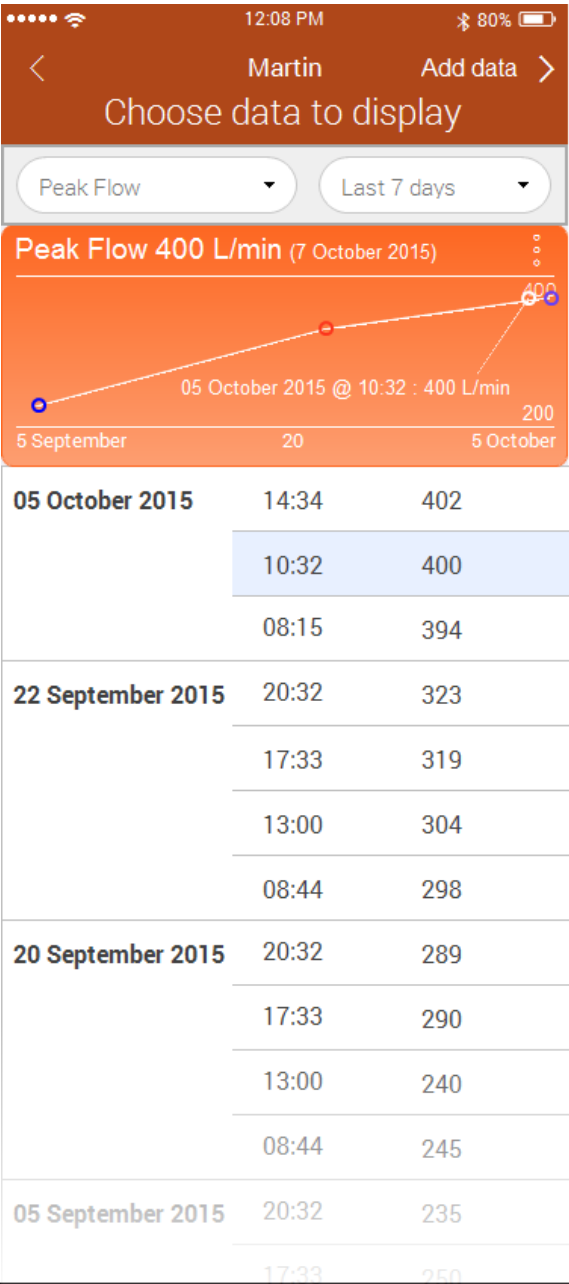 12:08 PM 80%
Martin Add data
Choose data to display
Peak Flow Last 7 days
Peak Flow 400 L/min (7 October 2015)
400
05 October 2015 @ 10:32 : 400 L/min
200
5 September 20 5 October
05 October 2015 14:34 402
10:32 400
08:15 394
22 September 2015 20:32 323
17:33 319
13:00 304
08:44 298
20 September 2015 20:32 289
17:33 290
13:00 240
08:44 245
05 September 2015 20:32 235
17:33 250